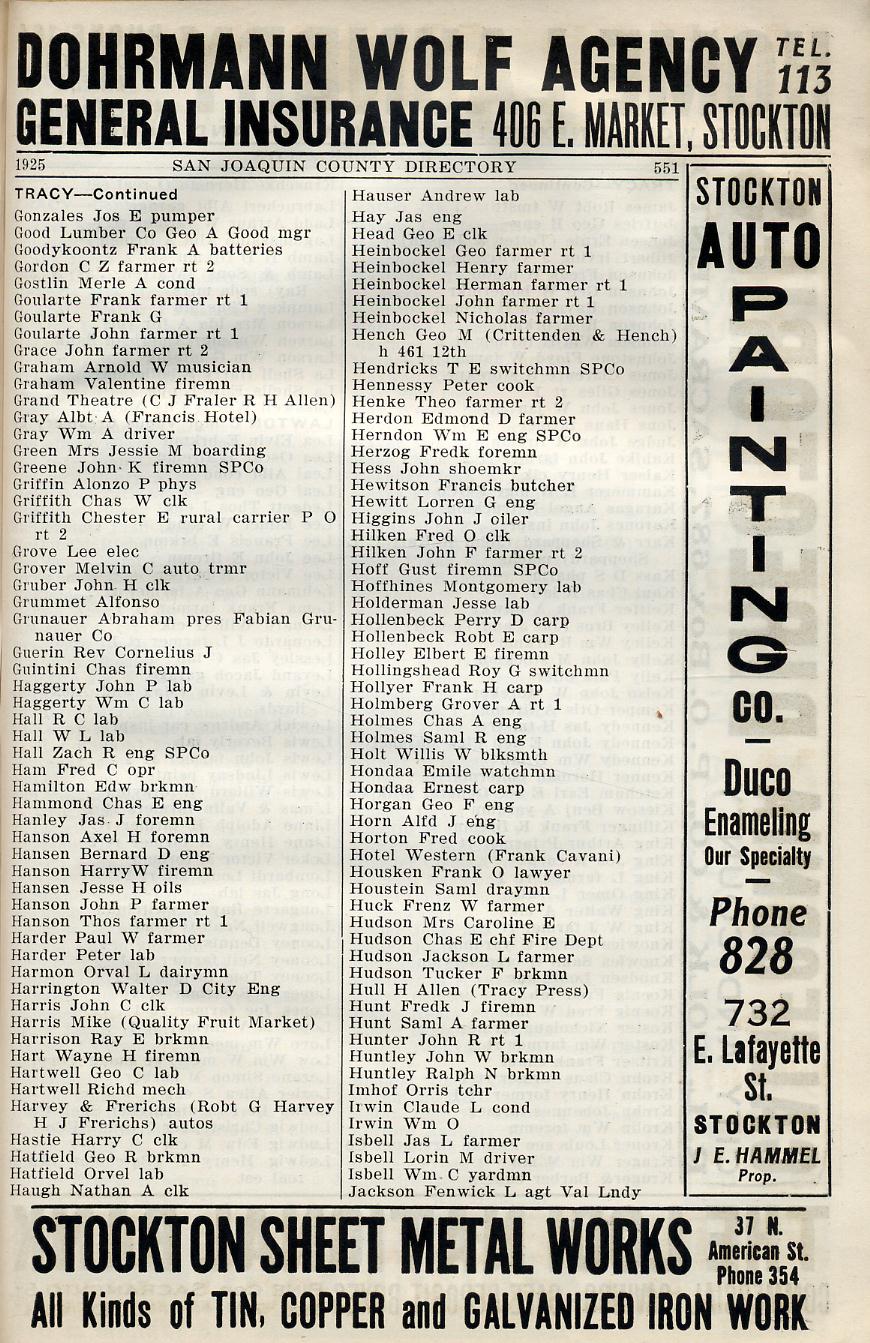 DOHRMANN WOLF AGENCY TEL. 113
GENERAL INSURANCE 406 E. MARKET, STOCKTON
1925 SAN JOAQUIN COUNTY DIRECTORY 551
TRACY—Continued
Gonzales Jos E pumper
Good Lumber Co Geo A Good mgr
Goodykoontz Frank A batteries
Gordon C Z farmer rt 2
Gostlin Merle A cond
Goularte Frank farmer rt 1
Goularte Frank G
Goularte John farmer rt 1
Grace John farmer rt 2
Graham Arnold W musician
Graham Valentine firemn
Grand Theatre (C J Fraler R H Allen)
Gray Albt A (Francis Hotel)
Gray Wm A driver
Green Mrs Jessie M boarding
Greene John K firemn SPCo
Griffin Alonzo P phys
Griffith Chas W clk
Griffith Chester E rural carrier P O
rt 2
Grove Lee elec
Grover Melvin C auto trmr
Gruber John H clk
Grummet Alfonso
Grunauer Abraham pres Fabian Gru-
nauer Co
Guerin Rev Cornelius J
Guintini Chas firemn
Haggerty John P lab
Haggerty Wm C lab
Hall R C lab
Hall W L lab
Hall Zach R eng SPCo
Ham Fred C opr
Hamilton Edw brkmn
Hammond Chas E eng
Hanley Jas J foremn
Hanson Axel H foremn
Hansen Bernard D eng
Hanson HarryW firemn
Hansen Jesse H oils
Hanson John P farmer
Hanson Thos farmer rt 1
Harder Paul W farmer
Harder Peter lab
Harmon Orval L dairymn
Harrington Walter D City Eng
Harris John C clk
Harris Mike (Quality Fruit Market)
Harrison Ray E brkmn
Hart Wayne H firemn
Hartwell Geo C lab
Hartwell Richd mech
Harvey & Frerichs (Robt G Harvey
H J Frerichs) autos
Hastie Harry C clk
Hatfield Geo R brkmn
Hatfield Orvel lab
Haugh Nathan A clk
Hauser Andrew lab
Hay Jas eng
Head Geo E clk
Heinbockel Geo farmer rt 1
Heinbockel Henry farmer
Heinbockel Herman farmer rt 1
Heinbockel John farmer rt 1
Heinbockel Nicholas farmer
Hench Geo M (Crittenden & Hench)
h 461 12th
Hendricks T E switchmn SPCo
Hennessy Peter cook
Henke Theo farmer rt 2
Herdon Edmond D farmer
Herndon Wm E eng SPCo
Herzog Fredk foremn
Hess John shoemkr
Hewitson Francis butcher
Hewitt Lorren G eng
Higgins John J oiler
Hilken Fred O clk
Hilken John F farmer rt 2
Hoff Gust firemn SPCo
Hoffhines Montgomery lab
Holderman Jesse lab
Hollenbeck Perry D carp
Hollenbeck Robt E carp
Holley Elbert E firemn
Hollingshead Roy G switchmn
Hollyer Frank H carp
Holmberg Grover A rt 1
Holmes Chas A eng
Holmes Saml R eng
Holt Willis W blksmth
Hondaa Emile watchmn
Hondaa Ernest carp
Horgan Geo F eng
Horn Alfd J eng
Horton Fred cook
Hotel Western (Frank Cavani)
Housken Frank O lawyer
Houstein Saml draymn
Huck Frenz W farmer
Hudson Mrs Caroline E
Hudson Chas E chf Fire Dept
Hudson Jackson L farmer
Hudson Tucker F brkmn
Hull H Allen (Tracy Press)
Hunt Fredk J firemn
Hunt Saml A farmer
Hunter John R rt 1
Huntley John W brkmn
Huntley Ralph N brkmn
Imhof Orris tchr
Irwin Claude L cond
Irwin Wm O
Isbell Jas L farmer
Isbell Lorin M driver
Isbell Wm C yardmn
Jackson Fenwick L agt Val Lndy
STOCKTON
AUTO
PAINTING
CO.
—
Duco
Enameling
Our Specialty
—
Phone
828
732
E. Lafayette
St.
STOCKTON
J E. HAMMEL
Prop.
STOCKTON SHEET METAL WORKS
37 N.
American St.
Phone 354
All Kinds of TIN, COPPER and GALVANIZED IRON WORK